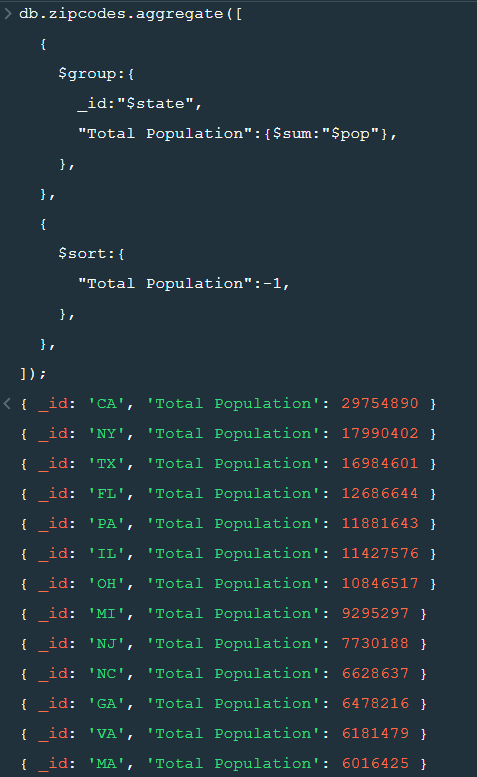 > db.zipcodes.aggregate([
{
$group:{
_id:"$state",
"Total Population":{$sum:"$pop"},
},
},
{
$sort:{
"Total Population":-1,
},
},
]);
< { _id: 'CA', 'Total Population': 29754890 }
{ _id: 'NY', 'Total Population': 17990402 }
{ _id: 'TX', 'Total Population': 16984601 }
{ _id: 'FL', 'Total Population': 12686644 }
{ _id: 'PA', 'Total Population': 11881643 }
{ _id: 'IL', 'Total Population': 11427576 }
{ _id: 'OH', 'Total Population': 10846517 }
{ _id: 'MI', 'Total Population': 9295297 }
{ _id: 'NJ', 'Total Population': 7730188 }
{ _id: 'NC', 'Total Population': 6628637 }
{ _id: 'GA', 'Total Population': 6478216 }
{ _id: 'VA', 'Total Population': 6181479 }
{ _id: 'MA', 'Total Population': 6016425 }